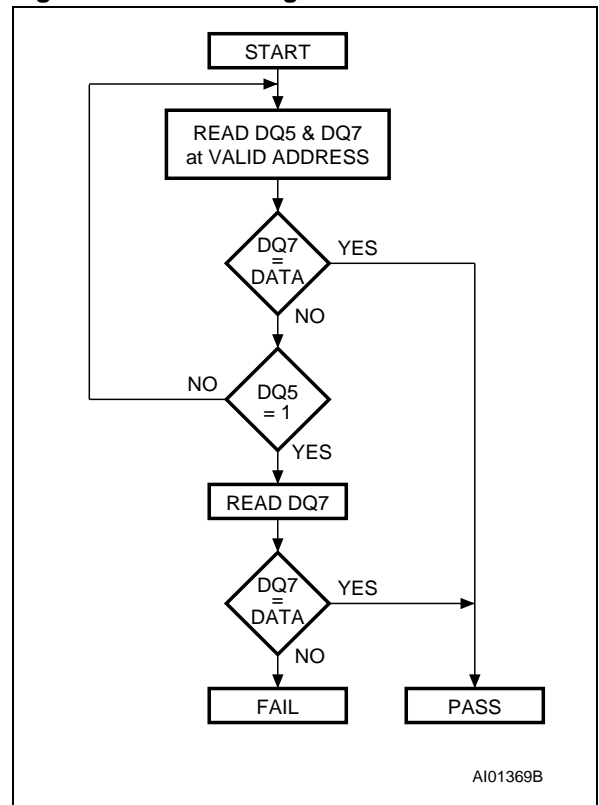 START
READ DQ5 & DQ7
at VALID ADDRESS
DQ7
=
DATA
YES
NO
NO
DQ5
= 1
YES
READ DQ7
DQ7
=
DATA
YES
NO
FAIL
PASS
AI01369B